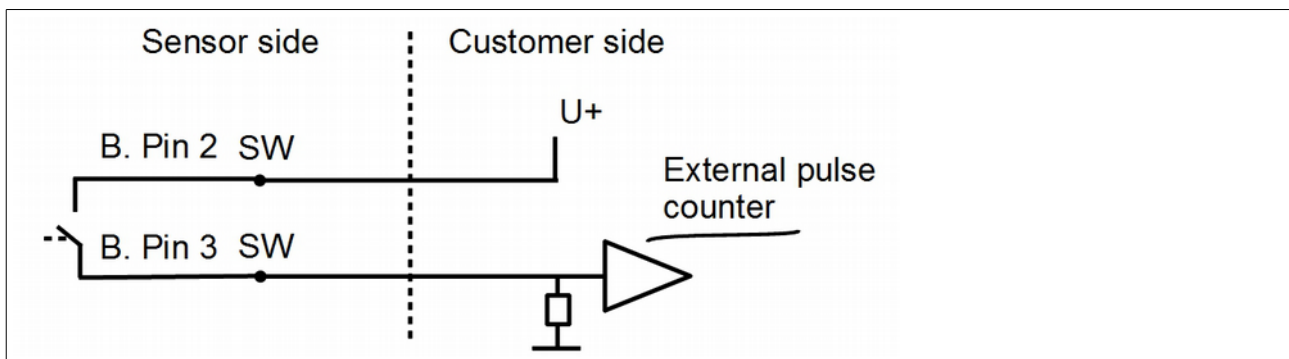 Sensor side
Customer side
U+
B. Pin 2 SW
External pulse
counter
B. Pin 3 SW